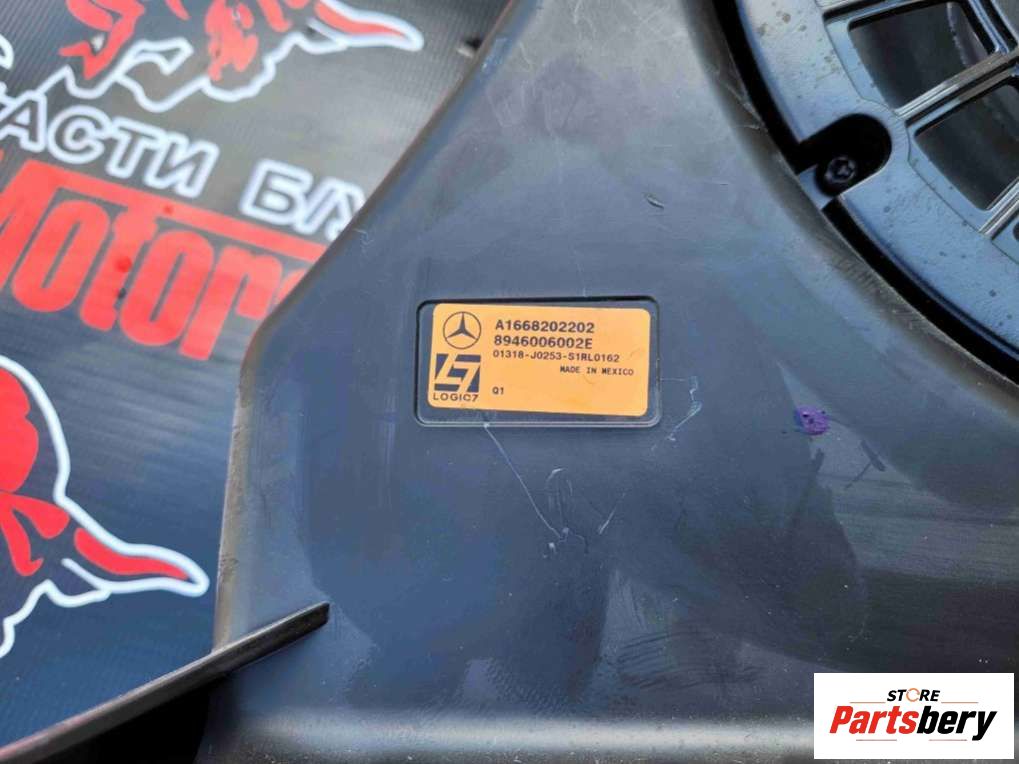 АСТИ Б/У
Motor
A1668202202
8946006002E
01318-J0253-S1RL0162
MADE IN MEXICO
LOGIC7
Q1
STORE
Partsbery